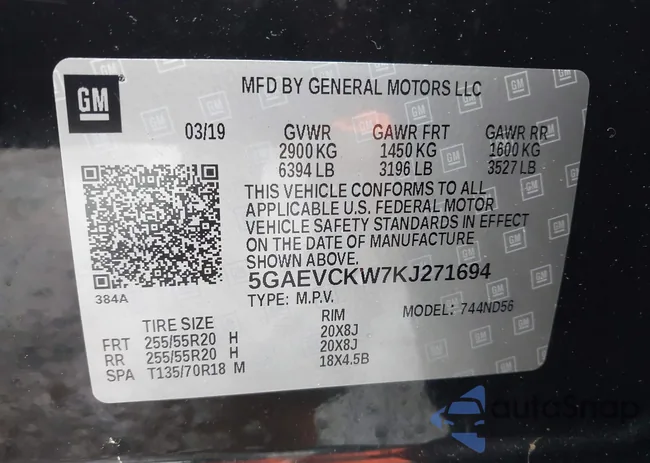 GM
MFD BY GENERAL MOTORS LLC
03/19 GVWR GAWR FRT GAWR RR
2900 KG 1450 KG 1600 KG
6394 LB 3196 LB 3527 LB
THIS VEHICLE CONFORMS TO ALL
APPLICABLE U.S. FEDERAL MOTOR
VEHICLE SAFETY STANDARDS IN EFFECT
ON THE DATE OF MANUFACTURE
SHOWN ABOVE.
384A
5GAEVCKW7KJ271694
TYPE: M.P.V. MODEL: 744ND56
TIRE SIZE RIM
FRT 255/55R20 H 20X8J
RR 255/55R20 H 20X8J
SPA T135/70R18 M 18X4.5B
autoSnap